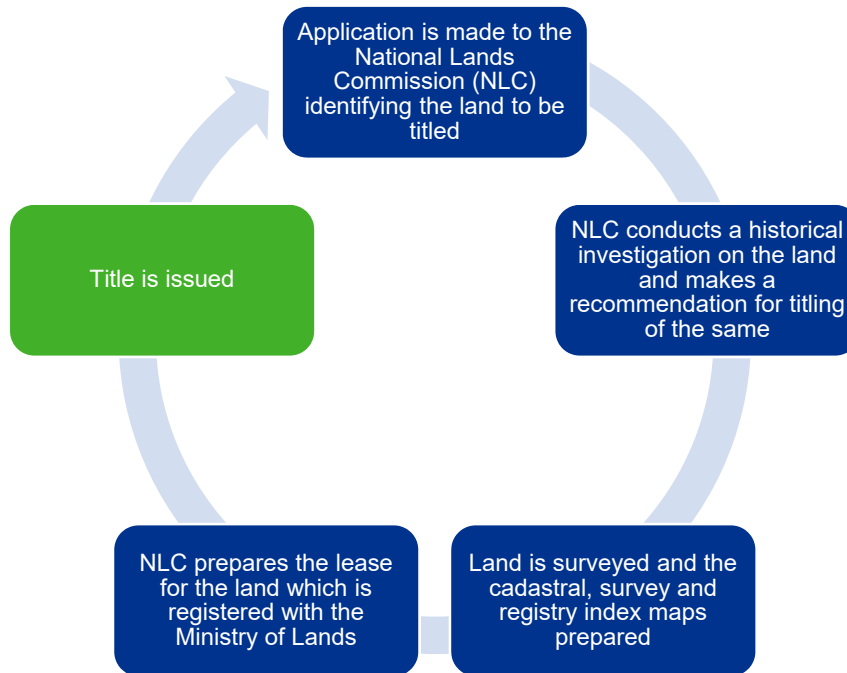 Application is made to the
National Lands
Commission (NLC)
identifying the land to be
titled
NLC conducts a historical
investigation on the land
and makes a
recommendation for titling
of the same
Land is surveyed and the
cadastral, survey and
registry index maps
prepared
NLC prepares the lease
for the land which is
registered with the
Ministry of Lands
Title is issued